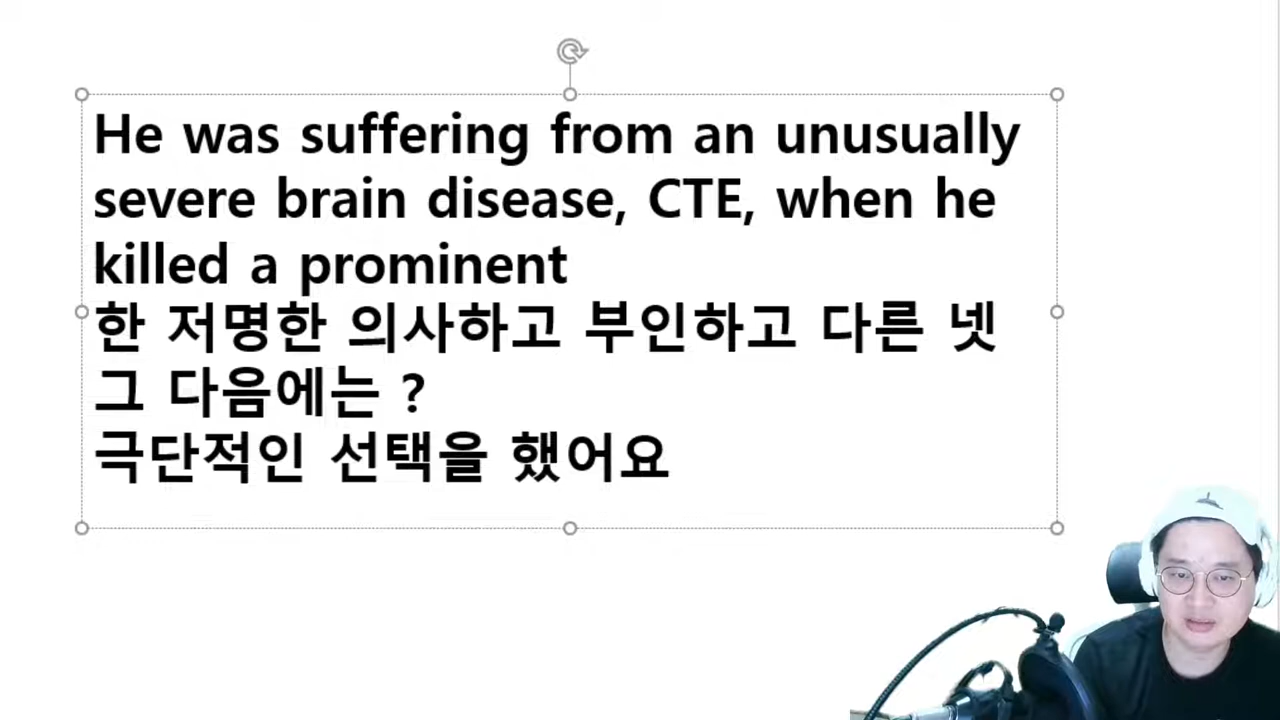 He was suffering from an unusually
severe brain disease, CTE, when he
killed a prominent
한 저명한 의사하고 부인하고 다른 넷
그 다음에는 ?
극단적인 선택을 했어요